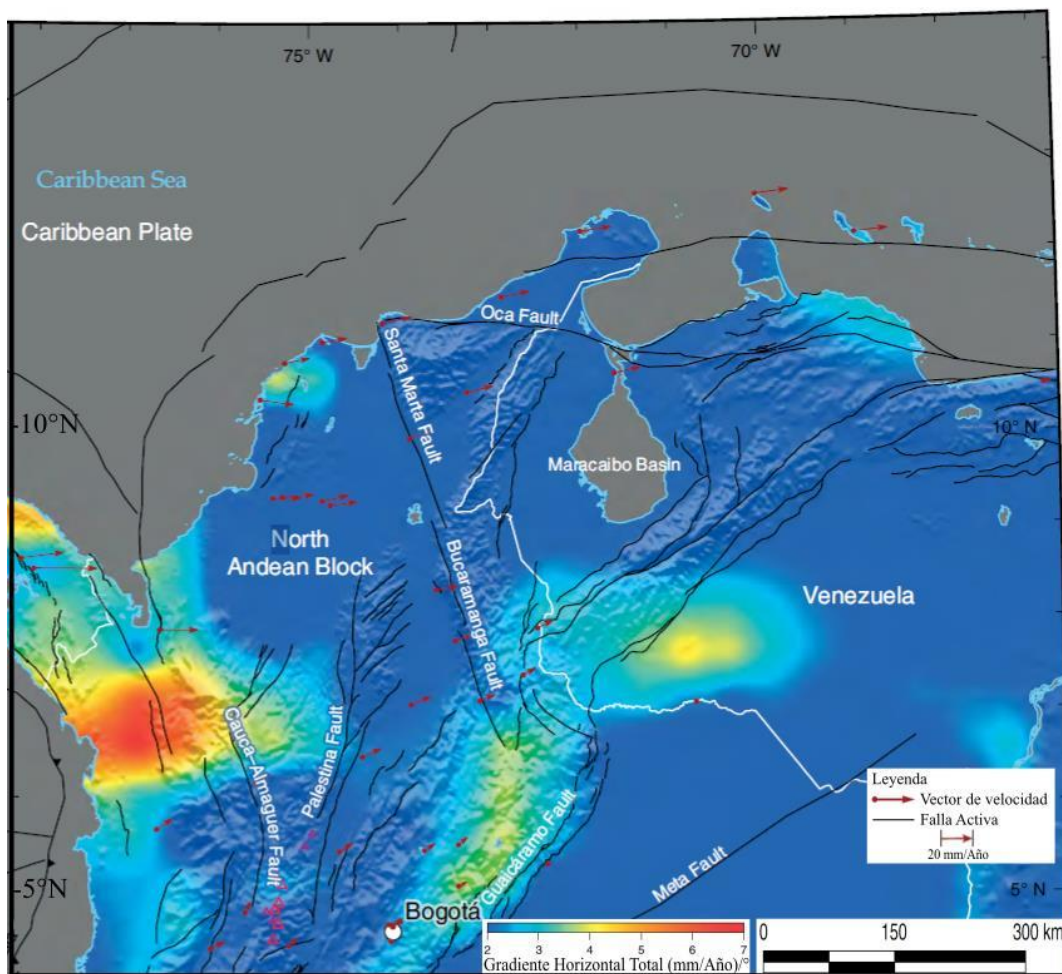 75° W
70° W
Caribbean Sea
Caribbean Plate
Oca Fault
Santa Marta Fault
10°N
10° N
Maracaibo Basin
North
Andean Block
Bucaramanga Fault
Venezuela
Cauca-Almaguer Fault
Palestina Fault
Guaicáramo Fault
Meta Fault
Leyenda
Vector de velocidad
Falla Activa
20 mm/Año
5°N
5° N
Bogotá
2 3 4 5 6 7
Gradiente Horizontal Total (mm/Año)/°
0 150 300 km